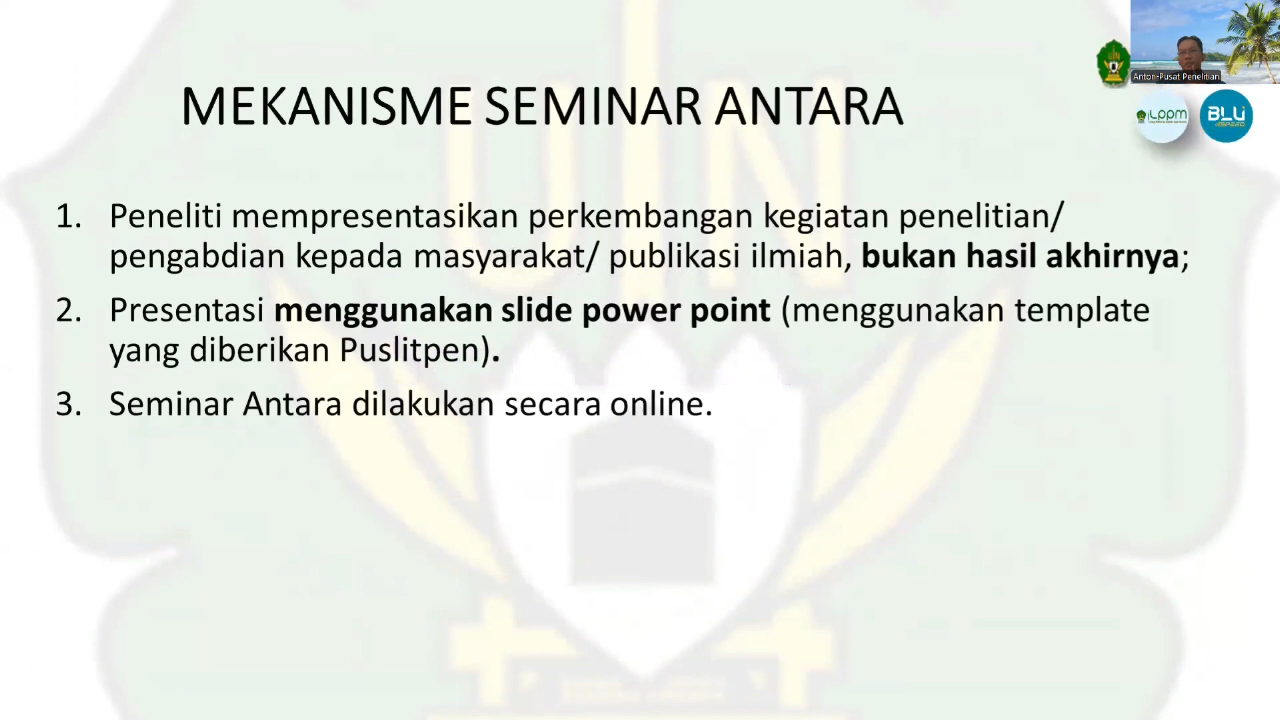 MEKANISME SEMINAR ANTARA
Anton-Pusat Penelitian
LPPM
BLU
1. Peneliti mempresentasikan perkembangan kegiatan penelitian/
pengabdian kepada masyarakat/ publikasi ilmiah, bukan hasil akhirnya;
2. Presentasi menggunakan slide power point (menggunakan template
yang diberikan Puslitpen).
3. Seminar Antara dilakukan secara online.
UIN